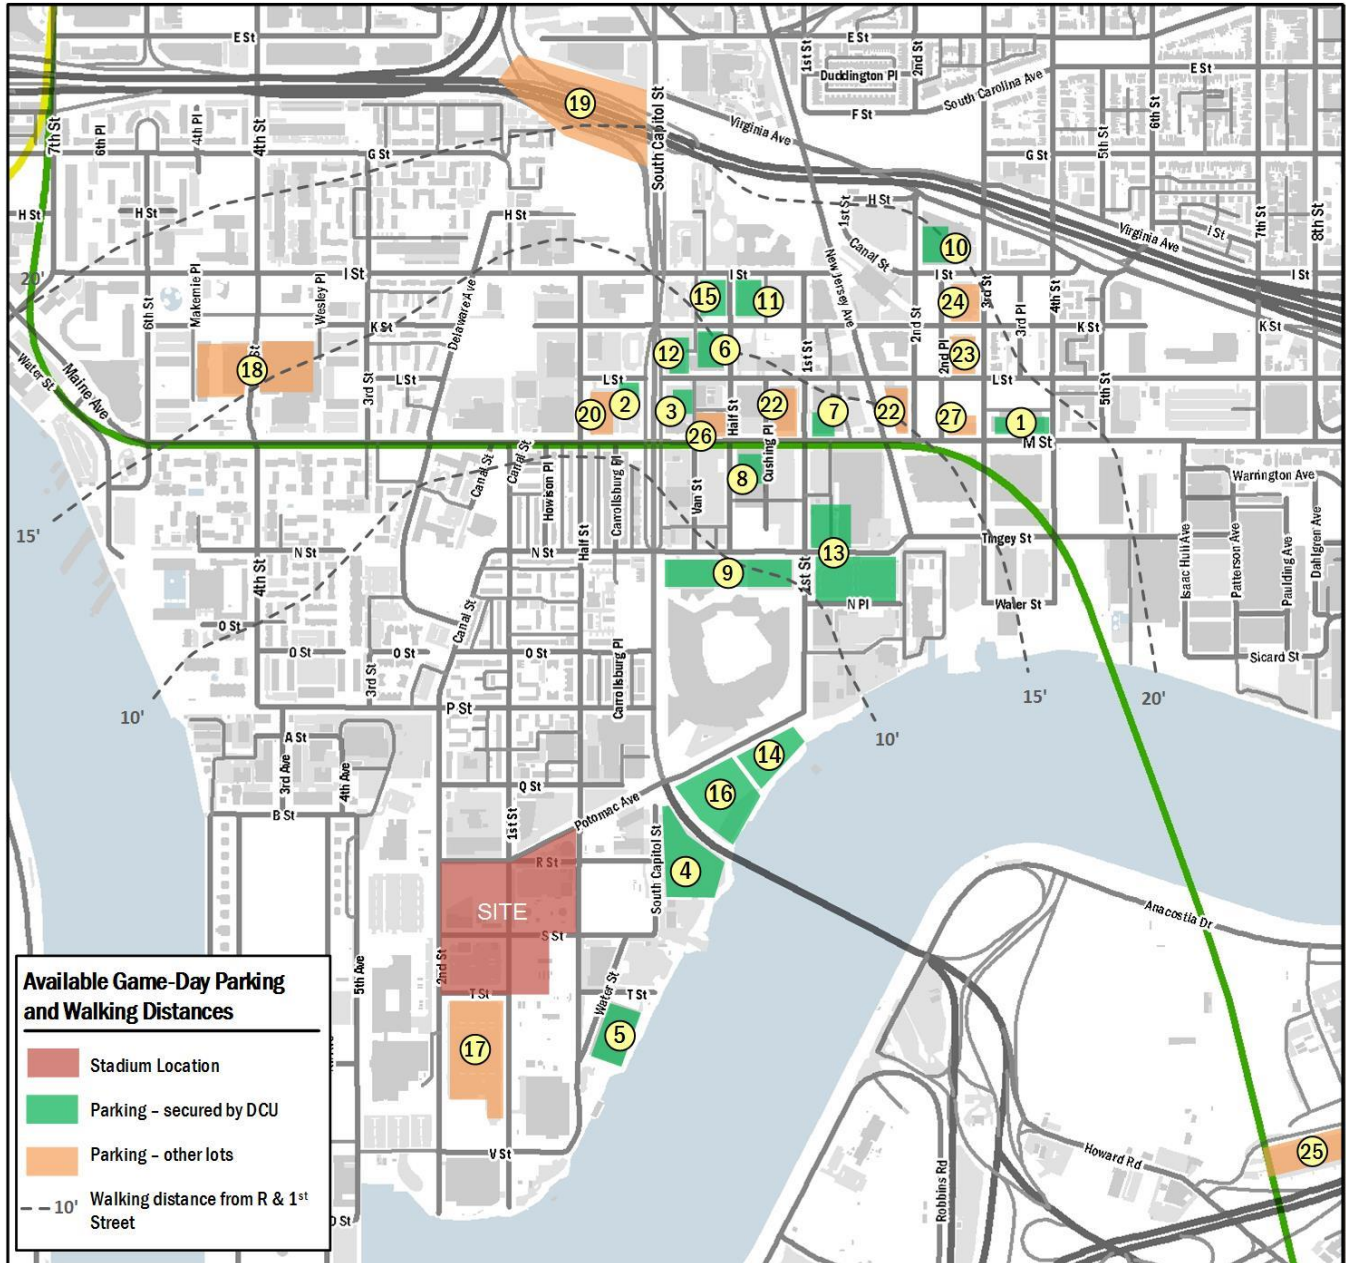 E St
E St
1st St
2nd St
Duddington Pl
E St
South Carolina Ave
19
F St
6th St
7th St
6th Pl
4th Pl
4th St
South Capitol St
Virginia Ave
5th St
G St
G St
H St
H St
H St
1st St
H St
7th St
8th St
I St
Virginia Ave
10
Canal St
20'
I St
I St
I St
I St
New Jersey Ave
3rd St
4th St
Makemie Pl
Wesley Pl
6th St
Delaware Ave
15
11
24
3rd Pl
K St
K St
K St
2nd St
12
6
1st St
2nd Pl
23
Water St
Maine Ave
18
3rd St
L St
L St
L St
5th St
20
2
3
Half St
22
7
22
27
1
26
M St
Canal St
Canal St
Howison Pl
Carrollsburg Pl
Van St
8
Cushing Pl
Warrington Ave
15'
N St
4th St
Half St
N St
13
Tingey St
Isaac Hull Ave
Patterson Ave
Paulding Ave
Dahlgren Ave
9
1st St
N Pl
Water St
Canal St
O St
O St
O St
O St
3rd St
Carrollsburg Pl
Sicard St
10'
P St
15'
20'
A St
10'
3rd Ave
4th Ave
14
Q St
16
B St
1st St
Potomac Ave
South Capitol St
R St
4
SITE
Anacostia Dr
S St
2nd St
5th Ave
T St
Water St
T St
17
5
V St
Howard Rd
25
Robbins Rd
Available Game-Day Parking
and Walking Distances
Stadium Location
Parking – secured by DCU
Parking – other lots
10' Walking distance from R & 1st
Street